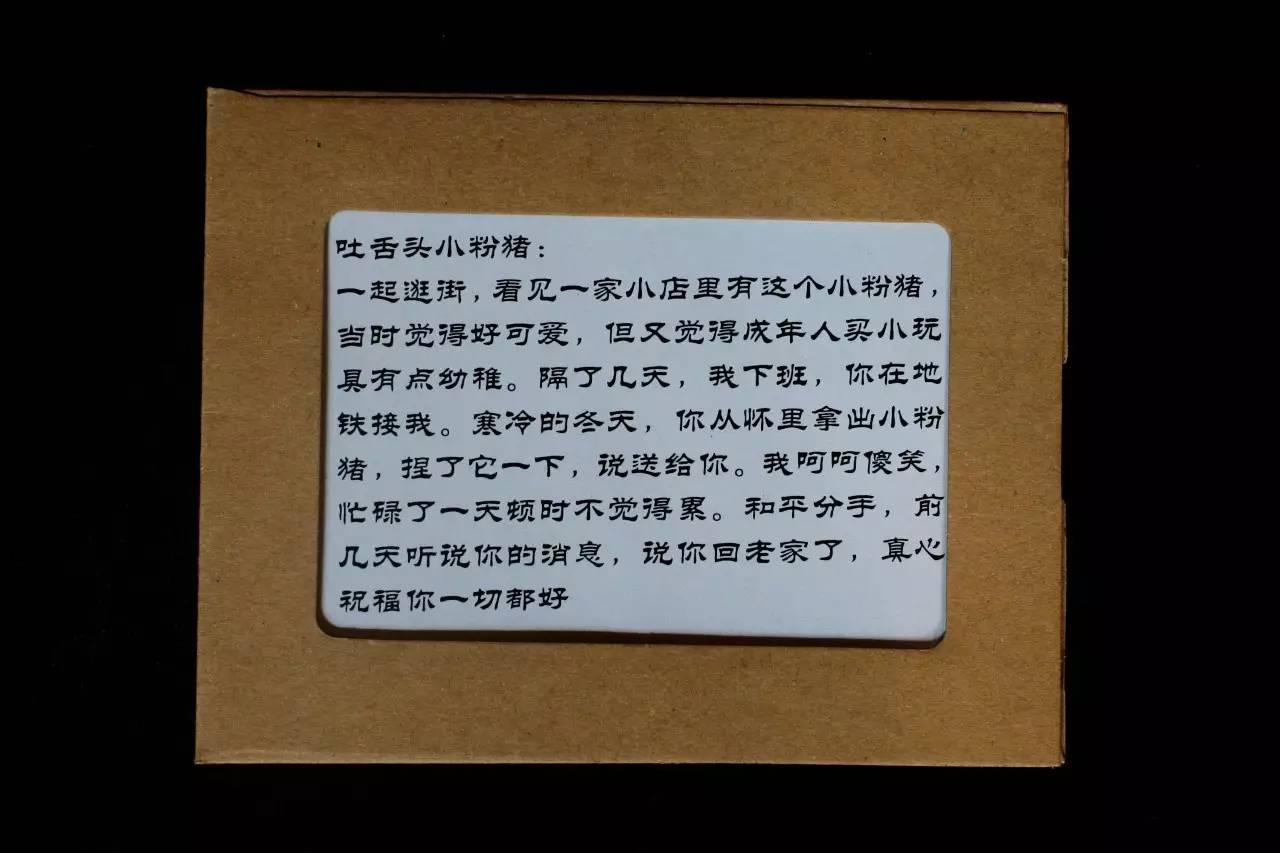 吐舌头小粉猪：
一起逛街，看见一家小店里有这个小粉猪，
当时觉得好可爱，但又觉得成年人买小玩
具有点幼稚。隔了几天，我下班，你在地
铁接我。寒冷的冬天，你从怀里拿出小粉
猪，捏了它一下，说送给你。我呵呵傻笑，
忙碌了一天顿时不觉得累。和平分手，前
几天听说你的消息，说你回老家了，真心
祝福你一切都好